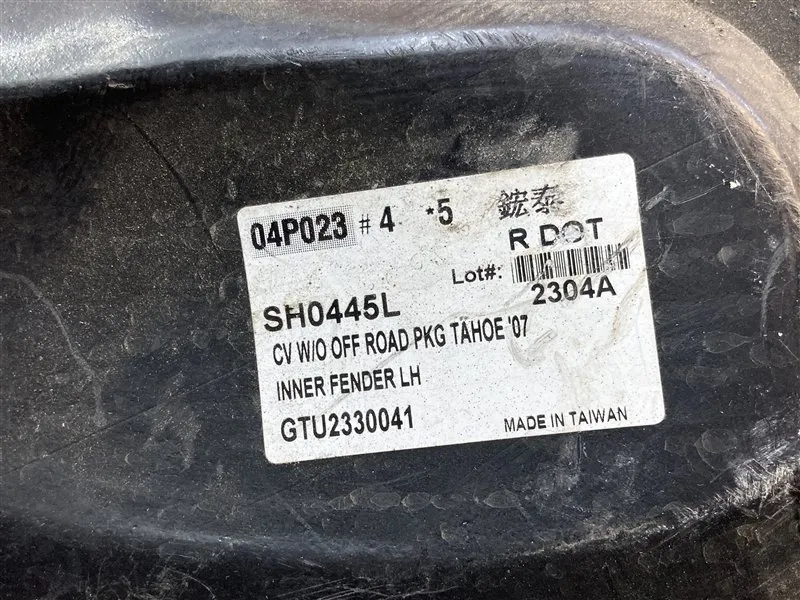 04P023 # 4 *5 鋐泰
R DOT
Lot#:
2304A
SH0445L
CV W/O OFF ROAD PKG TAHOE '07
INNER FENDER LH
GTU2330041
MADE IN TAIWAN